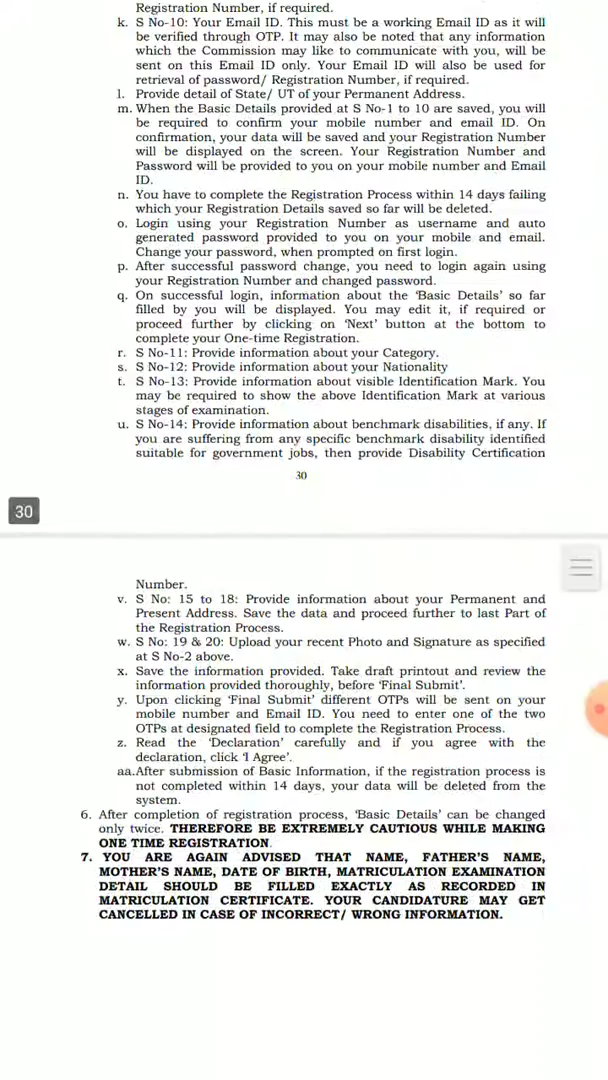 Registration Number, if required.
k. S No-10: Your Email ID. This must be a working Email ID as it will
be verified through OTP. It may also be noted that any information
which the Commission may like to communicate with you, will be
sent on this Email ID only. Your Email ID will also be used for
retrieval of password/ Registration Number, if required.
l. Provide detail of State/ UT of your Permanent Address.
m. When the Basic Details provided at S No-1 to 10 are saved, you will
be required to confirm your mobile number and email ID. On
confirmation, your data will be saved and your Registration Number
will be displayed on the screen. Your Registration Number and
Password will be provided to you on your mobile number and Email
ID.
n. You have to complete the Registration Process within 14 days failing
which your Registration Details saved so far will be deleted.
o. Login using your Registration Number as username and auto
generated password provided to you on your mobile and email.
Change your password, when prompted on first login.
p. After successful password change, you need to login again using
your Registration Number and changed password.
q. On successful login, information about the 'Basic Details' so far
filled by you will be displayed. You may edit it, if required or
proceed further by clicking on 'Next' button at the bottom to
complete your One-time Registration.
r. S No-11: Provide information about your Category.
s. S No-12: Provide information about your Nationality
t. S No-13: Provide information about visible Identification Mark. You
may be required to show the above Identification Mark at various
stages of examination.
u. S No-14: Provide information about benchmark disabilities, if any. If
you are suffering from any specific benchmark disability identified
suitable for government jobs, then provide Disability Certification
30
30
Number.
v. S No: 15 to 18: Provide information about your Permanent and
Present Address. Save the data and proceed further to last Part of
the Registration Process.
w. S No: 19 & 20: Upload your recent Photo and Signature as specified
at S No-2 above.
x. Save the information provided. Take draft printout and review the
information provided thoroughly, before 'Final Submit'.
y. Upon clicking 'Final Submit' different OTPs will be sent on your
mobile number and Email ID. You need to enter one of the two
OTPs at designated field to complete the Registration Process.
z. Read the 'Declaration' carefully and if you agree with the
declaration, click 'I Agree'.
aa.After submission of Basic Information, if the registration process is
not completed within 14 days, your data will be deleted from the
system.
6. After completion of registration process, 'Basic Details' can be changed
only twice. THEREFORE BE EXTREMELY CAUTIOUS WHILE MAKING
ONE TIME REGISTRATION.
7. YOU ARE AGAIN ADVISED THAT NAME, FATHER'S NAME,
MOTHER'S NAME, DATE OF BIRTH, MATRICULATION EXAMINATION
DETAIL SHOULD BE FILLED EXACTLY AS RECORDED IN
MATRICULATION CERTIFICATE. YOUR CANDIDATURE MAY GET
CANCELLED IN CASE OF INCORRECT/ WRONG INFORMATION.